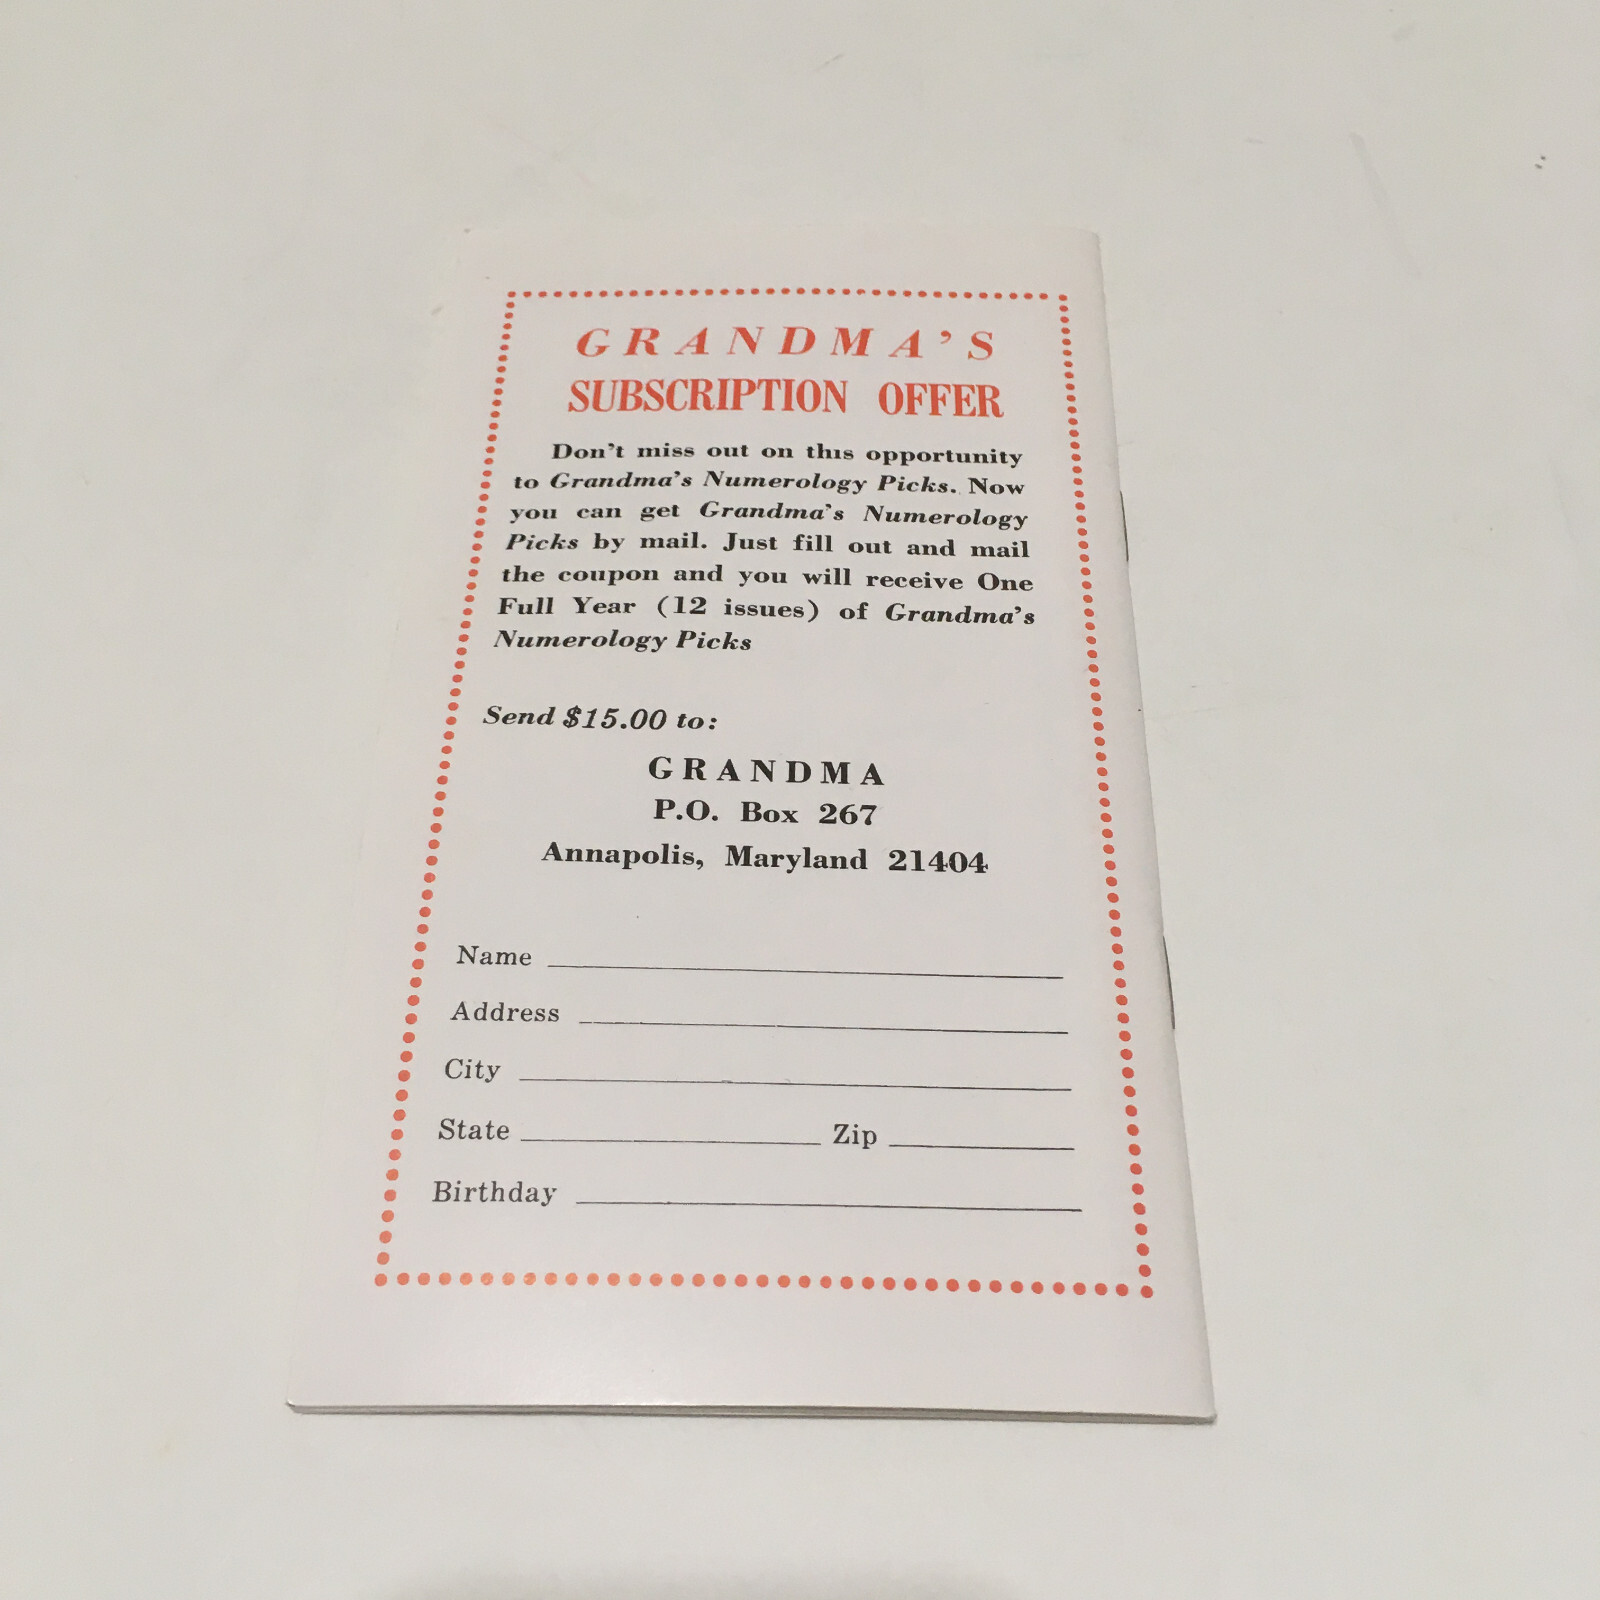 GRANDMA'S
SUBSCRIPTION OFFER
Don't miss out on this opportunity
to Grandma's Numerology Picks. Now
you can get Grandma's Numerology
Picks by mail. Just fill out and mail
the coupon and you will receive One
Full Year (12 issues) of Grandma's
Numerology Picks
Send $15.00 to:
GRANDMA
P.O. Box 267
Annapolis, Maryland 21404
Name
Address
City
State Zip
Birthday